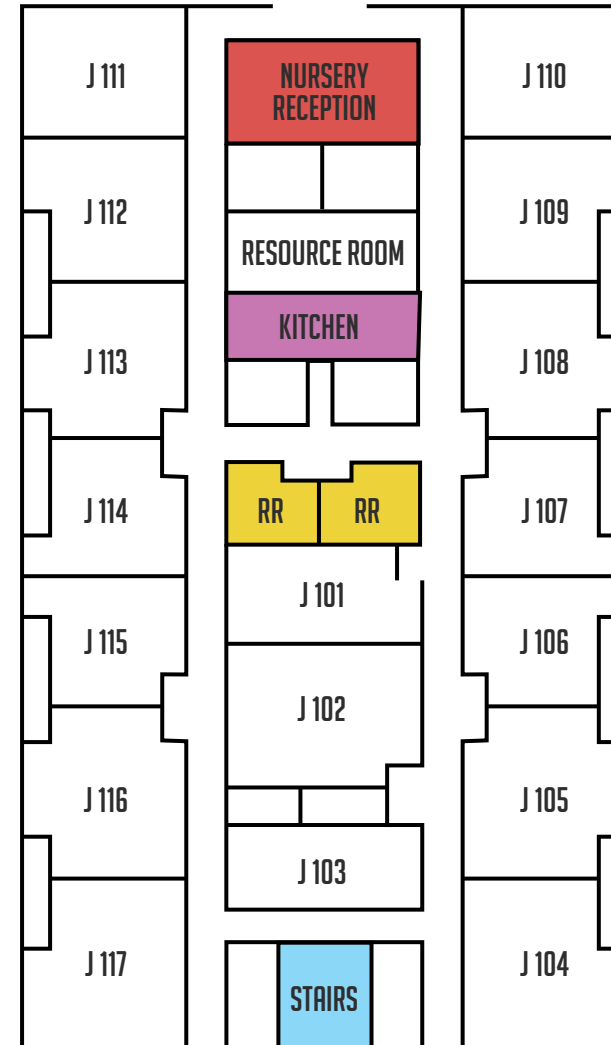 J 111
NURSERY
RECEPTION
J 110
J 112
J 109
RESOURCE ROOM
KITCHEN
J 113
J 108
J 114
RR
RR
J 107
J 101
J 115
J 106
J 102
J 116
J 105
J 103
J 117
J 104
STAIRS